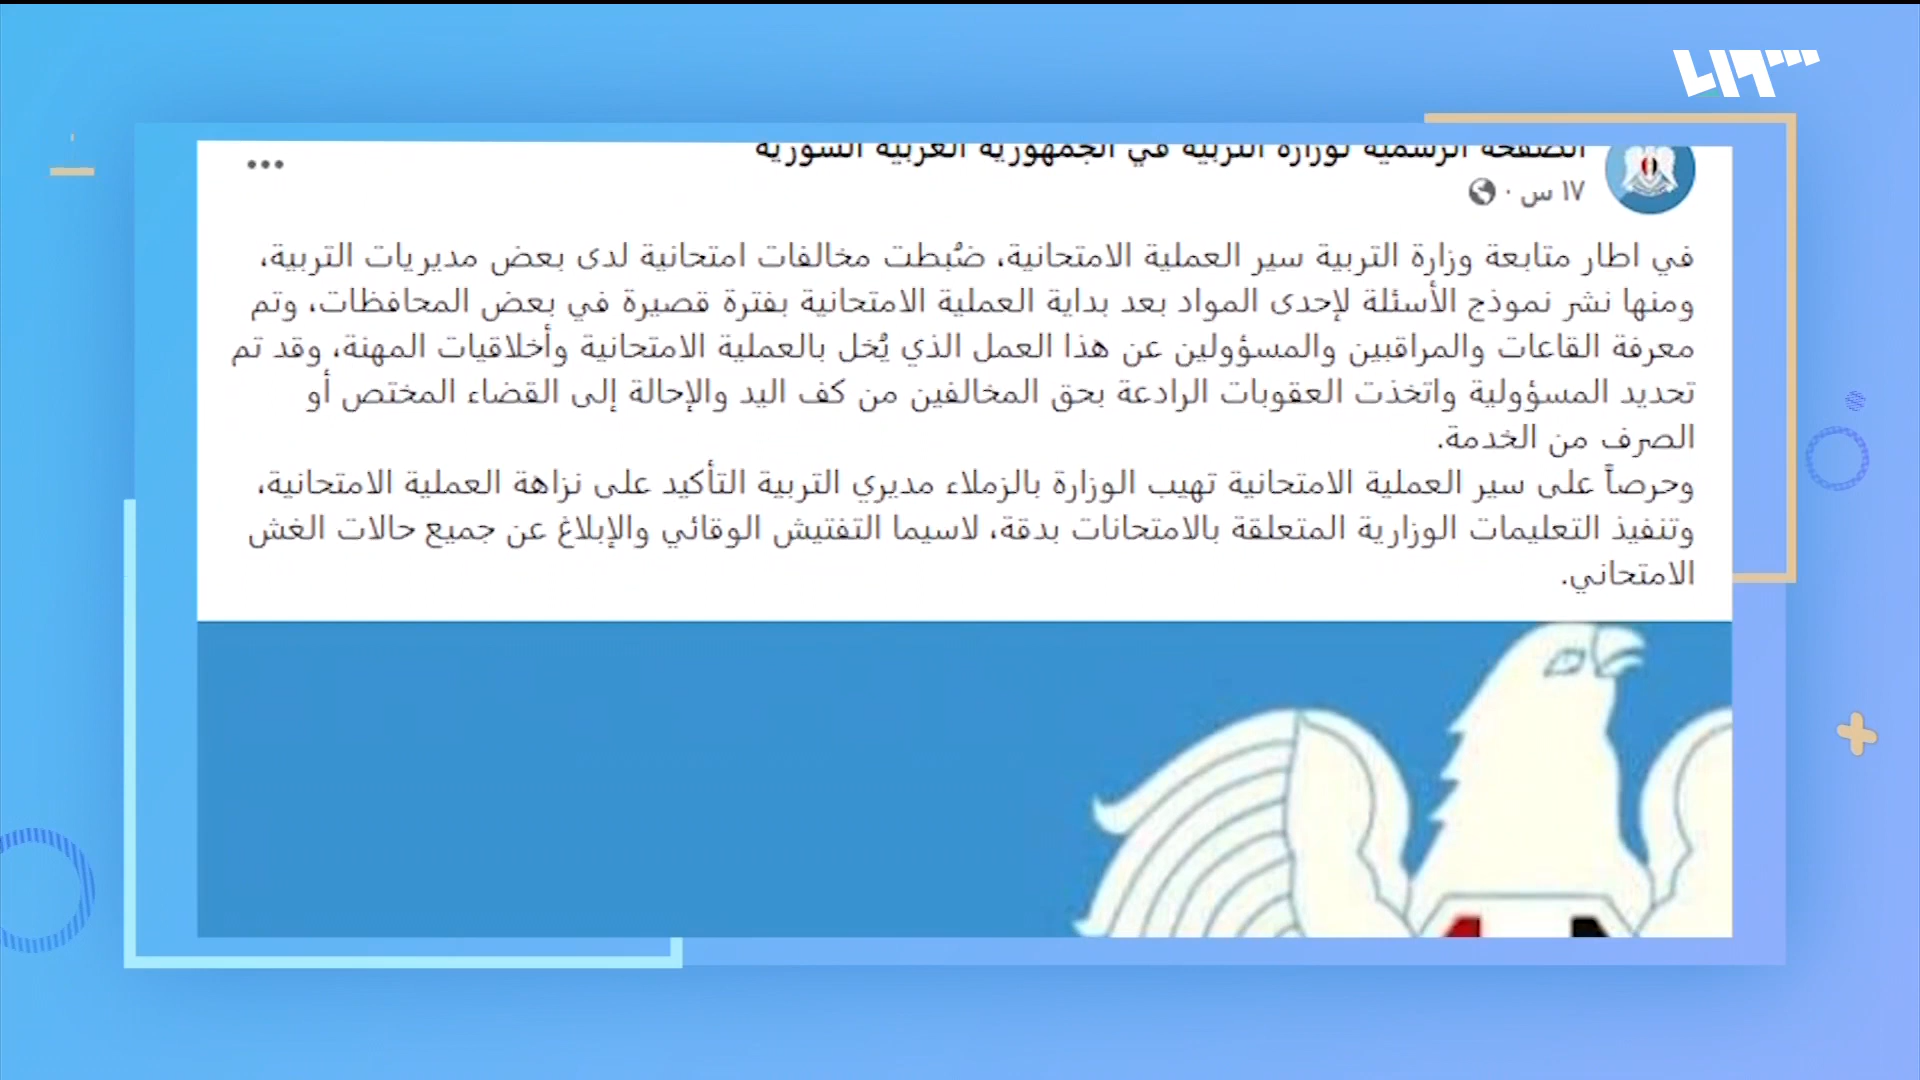 الصفحة الرسمية لوزارة التربية في الجمهورية العربية السورية
١٧ س ·
في اطار متابعة وزارة التربية سير العملية الامتحانية، ضُبطت مخالفات امتحانية لدى بعض مديريات التربية،
ومنها نشر نموذج الأسئلة لإحدى المواد بعد بداية العملية الامتحانية بفترة قصيرة في بعض المحافظات، وتم
معرفة القاعات والمراقبين والمسؤولين عن هذا العمل الذي يُخل بالعملية الامتحانية وأخلاقيات المهنة، وقد تم
تحديد المسؤولية واتخذت العقوبات الرادعة بحق المخالفين من كف اليد والإحالة إلى القضاء المختص أو
الصرف من الخدمة.
وحرصاً على سير العملية الامتحانية تهيب الوزارة بالزملاء مديري التربية التأكيد على نزاهة العملية الامتحانية،
وتنفيذ التعليمات الوزارية المتعلقة بالامتحانات بدقة، لاسيما التفتيش الوقائي والإبلاغ عن جميع حالات الغش
الامتحاني.